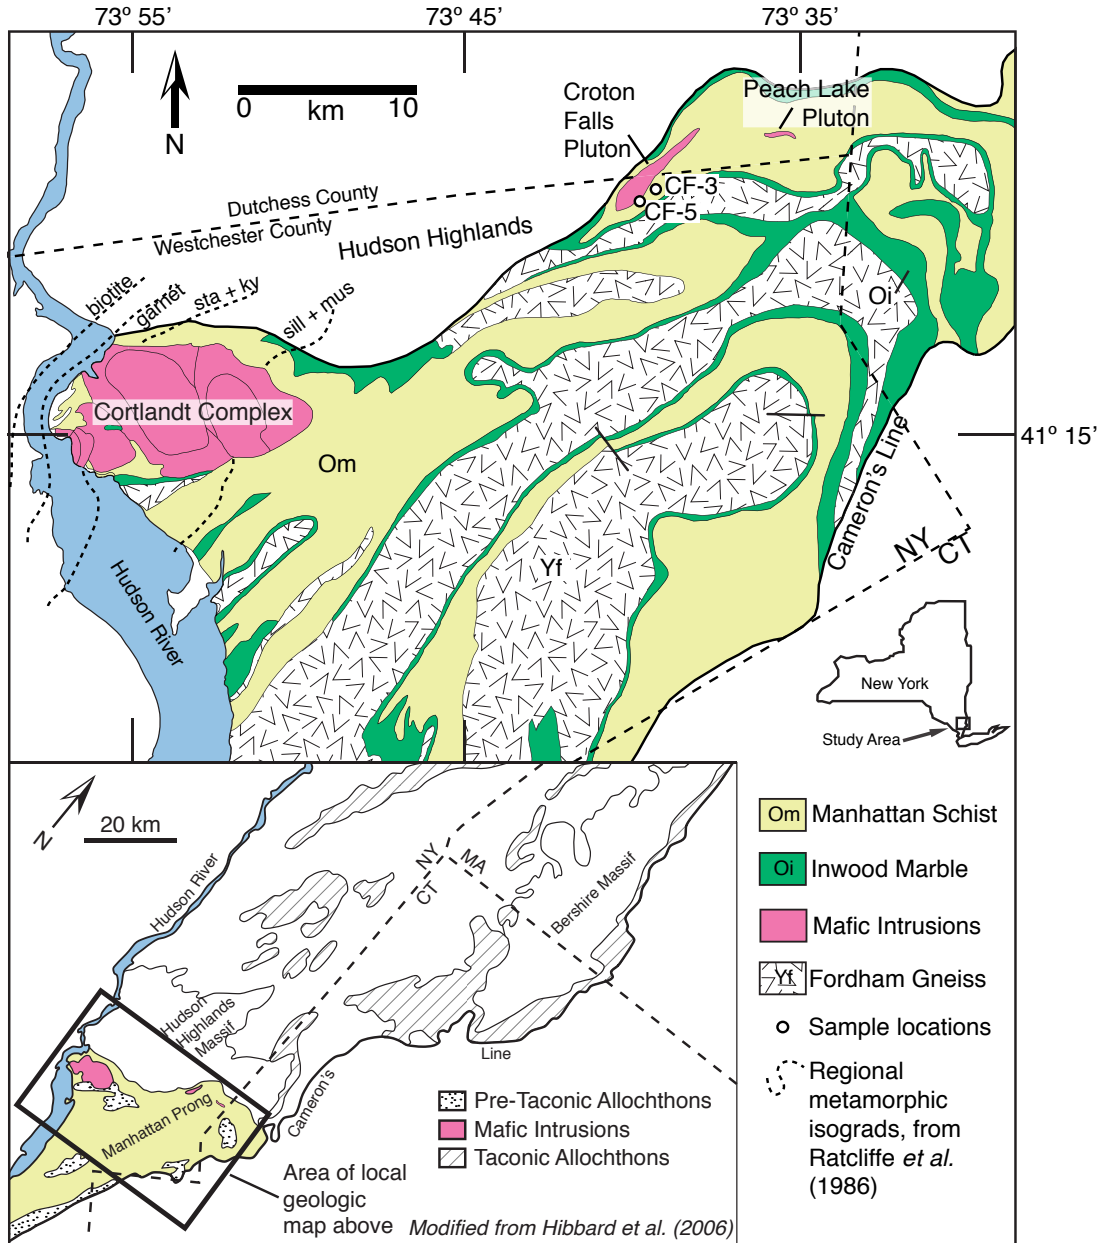 73° 55’
73° 45’
73° 35’
0 km 10
N
Croton
Falls
Pluton
Peach Lake
Pluton
CF-3
CF-5
Dutchess County
Westchester County
Hudson Highlands
biotite
garnet
sta + ky
sill + mus
Oi
Cortlandt Complex
Om
41° 15’
Cameron's Line
Yf
NY
CT
Hudson River
New York
Study Area
N
20 km
Hudson River
NY
MA
CT
Bershire Massif
Hudson
Highlands
Massif
Line
Cameron's
Manhattan Prong
Pre-Taconic Allochthons
Mafic Intrusions
Taconic Allochthons
Area of local
geologic
map above
Modified from Hibbard et al. (2006)
Om Manhattan Schist
Oi Inwood Marble
Mafic Intrusions
Yf Fordham Gneiss
Sample locations
Regional
metamorphic
isograds, from
Ratcliffe et al.
(1986)